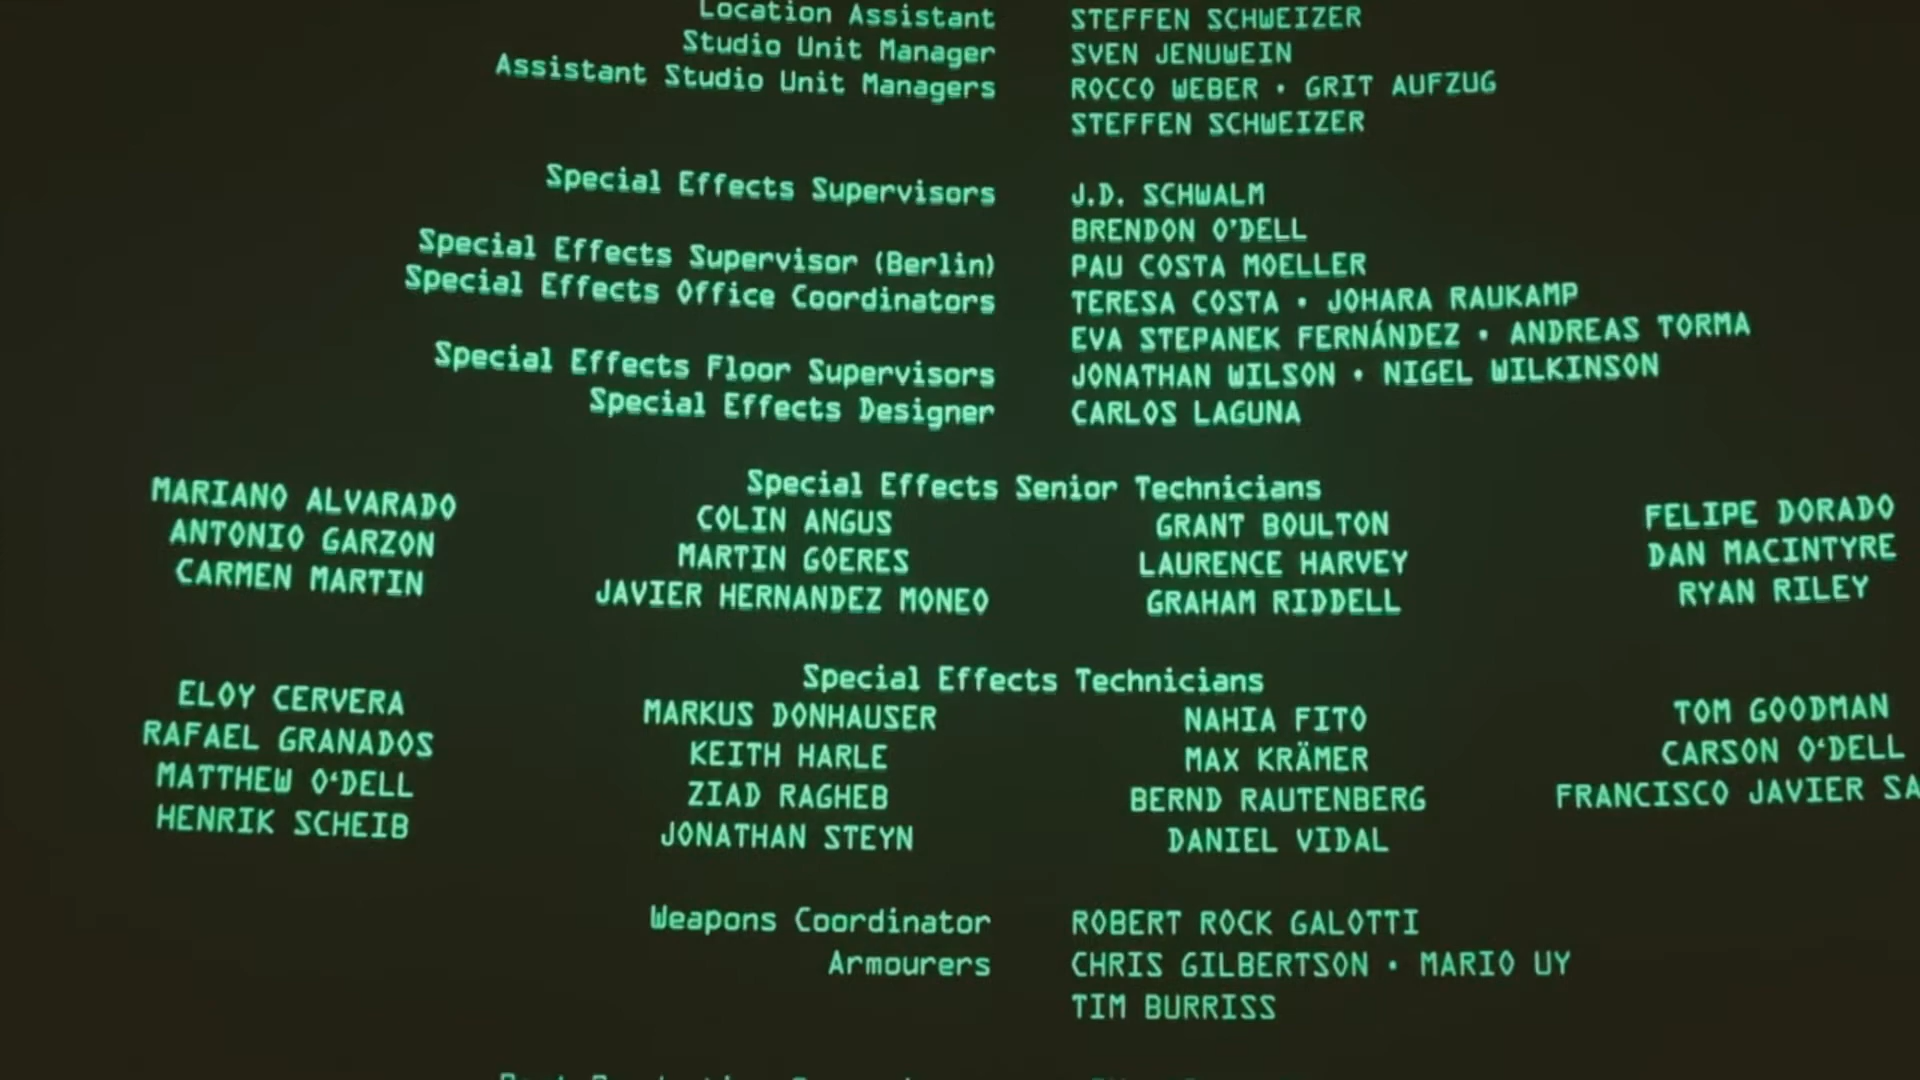 Location Assistant STEFFEN SCHWEIZER
Studio Unit Manager SVEN JENUWEIN
Assistant Studio Unit Managers ROCCO WEBER • GRIT AUFZUG
STEFFEN SCHWEIZER
Special Effects Supervisors J.D. SCHWALM
BRENDON O'DELL
Special Effects Supervisor (Berlin) PAU COSTA MOELLER
Special Effects Office Coordinators TERESA COSTA • JOHARA RAUKAMP
EVA STEPANEK FERNÁNDEZ • ANDREAS TORMA
Special Effects Floor Supervisors JONATHAN WILSON • NIGEL WILKINSON
Special Effects Designer CARLOS LAGUNA
Special Effects Senior Technicians
MARIANO ALVARADO COLIN ANGUS GRANT BOULTON FELIPE DORADO
ANTONIO GARZON MARTIN GOERES LAURENCE HARVEY DAN MACINTYRE
CARMEN MARTIN JAVIER HERNANDEZ MONEO GRAHAM RIDDELL RYAN RILEY
Special Effects Technicians
ELOY CERVERA MARKUS DONHAUSER NAHIA FITO TOM GOODMAN
RAFAEL GRANADOS KEITH HARLE MAX KRÄMER CARSON O‘DELL
MATTHEW O‘DELL ZIAD RAGHEB BERND RAUTENBERG FRANCISCO JAVIER SA
HENRIK SCHEIB JONATHAN STEYN DANIEL VIDAL
Weapons Coordinator ROBERT ROCK GALOTTI
Armourers CHRIS GILBERTSON • MARIO UY
TIM BURRISS